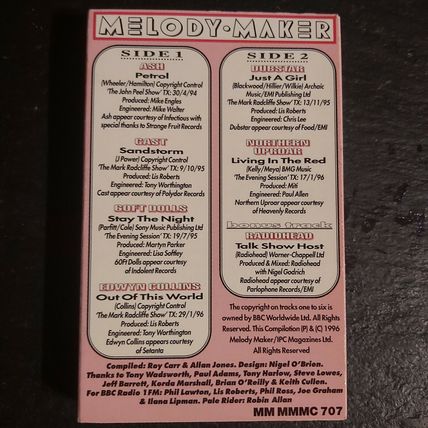 MELODY·MAKER
SIDE 1
ASH
Petrol
(Wheeler/Hamilton) Copyright Control
'The John Peel Show' TX: 30/4/94
Produced: Mike Engles
Engineered: Mike Walter
Ash appear courtesy of Infectious with
special thanks to Strange Fruit Records
CAST
Sandstorm
(J Power) Copyright Control
'The Mark Radcliffe Show' TX: 9/10/95
Produced: Lis Roberts
Engineered: Tony Worthington
Cast appear courtesy of Polydor Records
GOFT DOLLS
Stay The Night
(Parfitt/Cole) Sony Music Publishing Ltd
'The Evening Session' TX: 19/7/95
Produced: Martyn Parker
Engineered: Lisa Softley
Goft Dolls Appear courtesy
of Indolent Records
EDWYN COLLINS
Out Of This World
(Collins) Copyright Control
'The Mark Radcliffe Show' TX: 29/1/96
Produced: Lis Roberts
Engineered: Tony Worthington
Edwyn Collins appears courtesy
of Setanta
SIDE 2
DUBSTAR
Just A Girl
(Blackwood/Hillier/Wilkie) Archaic
Music/EMI Publishing Ltd
'The Mark Radcliffe Show' TX: 13/11/95
Produced: Lis Roberts
Engineered: Chris Lee
Dubstar appear courtesy of Food/EMI
NORTHERN
UPROAR
Living In The Red
(Kelly/Meya) BMG Music
'The Evening Session' TX: 17/1/96
Produced: Miti
Engineered: Paul Allen
Northern Uproar appear courtesy
of Heavenly Records
bonus track
RADIOHEAD
Talk Show Host
(Radiohead) Warner-Chappell Ltd
Produced & Mixed: Radiohead
with Nigel Godrich
Radiohead appear courtesy of
Parlophone Records/EMI
The copyright on tracks one to six is
owned by BBC Worldwide Ltd. All Rights
Reserved. This Compilation (P) & (C) 1996
Melody Maker/IPC Magazines Ltd.
All Rights Reserved
Compiled: Roy Carr & Allan Jones. Design: Nigel O'Brien.
Thanks to Tony Wadsworth, Paul Adams, Tony Harlow, Steve Lowes,
Jeff Barrett, Korda Marshall, Brian O'Reilly & Keith Cullen.
For BBC Radio 1 FM: Phil Lawton, Lis Roberts, Phil Ross, Joe Graham
& Ilana Lipman. Pale Rider: Robin Allan
MM MMMC 707